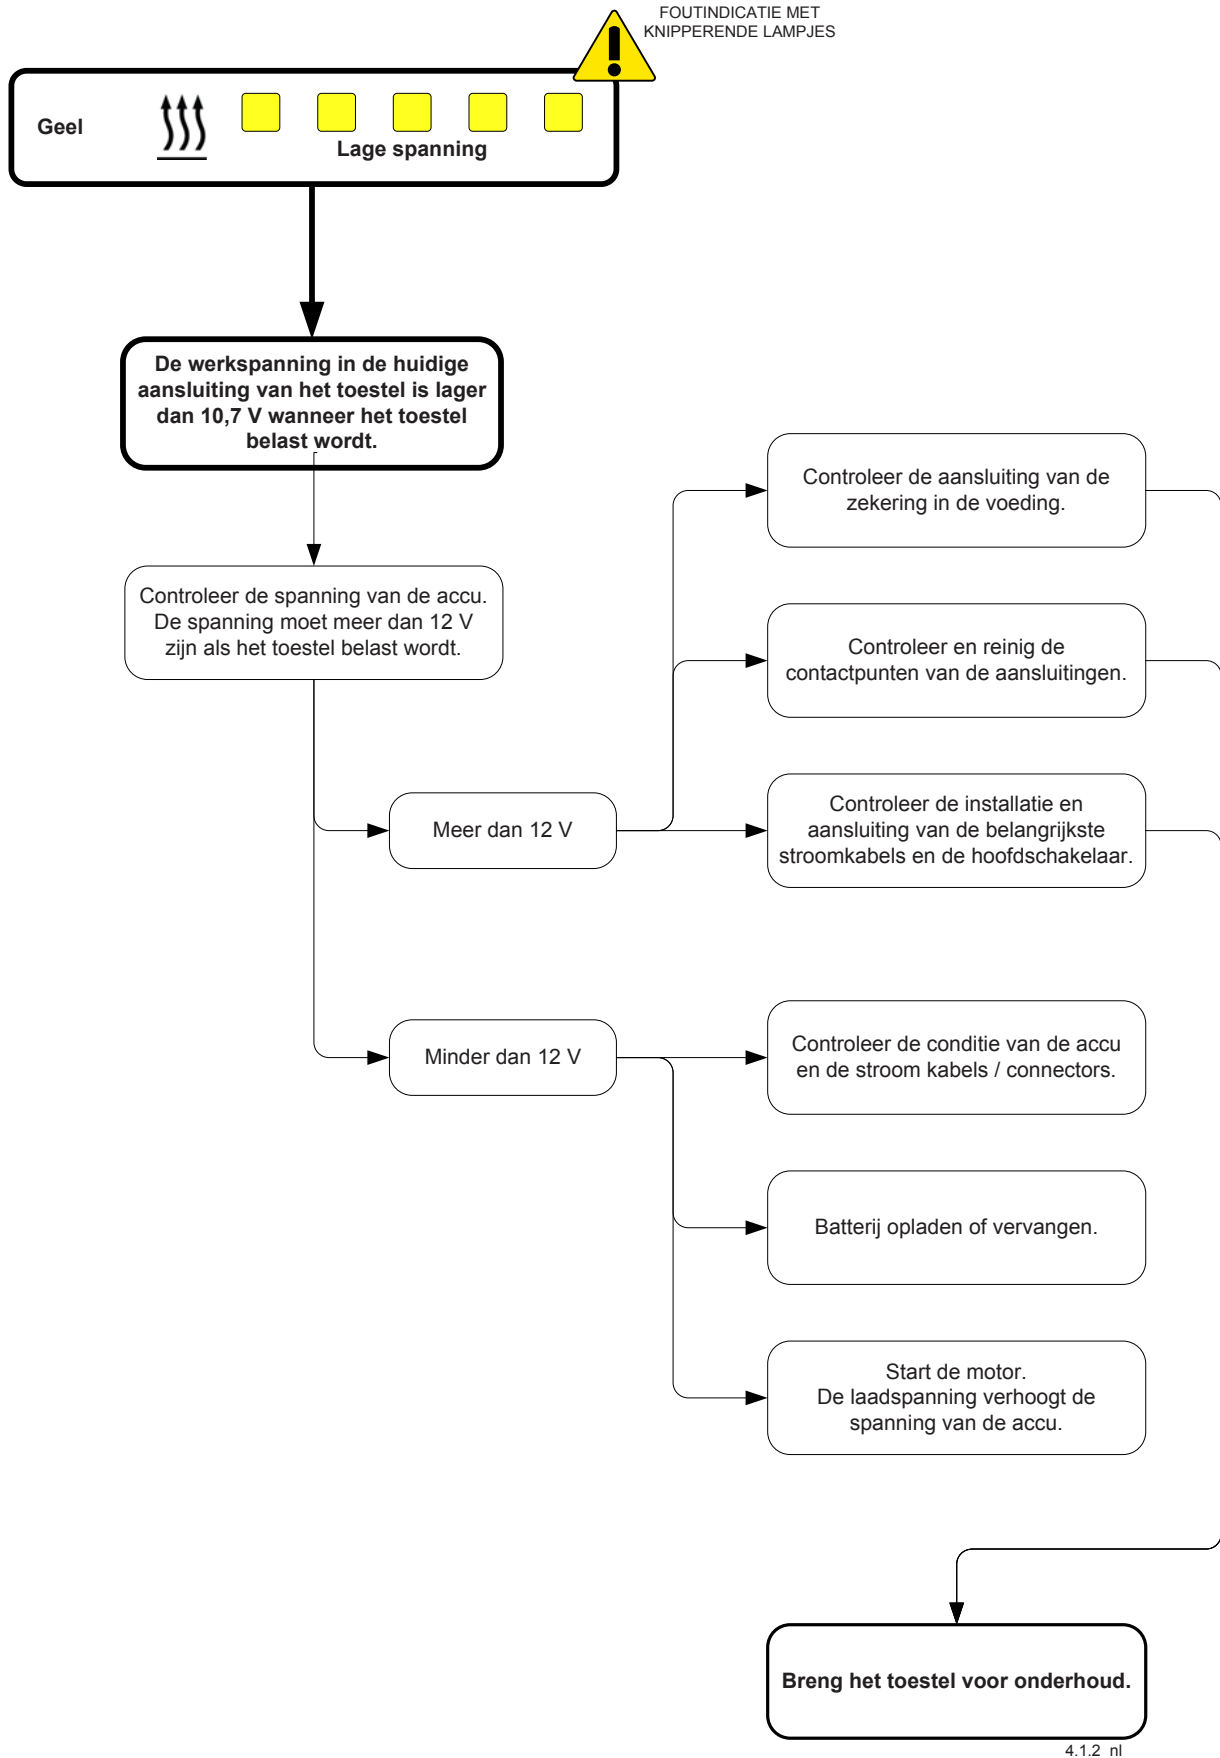 FOUTINDICATIE MET
KNIPPERENDE LAMPJES
Geel
Lage spanning
De werkspanning in de huidige
aansluiting van het toestel is lager
dan 10,7 V wanneer het toestel
belast wordt.
Controleer de aansluiting van de
zekering in de voeding.
Controleer de spanning van de accu.
De spanning moet meer dan 12 V
zijn als het toestel belast wordt.
Controleer en reinig de
contactpunten van de aansluitingen.
Meer dan 12 V
Controleer de installatie en
aansluiting van de belangrijkste
stroomkabels en de hoofdschakelaar.
Minder dan 12 V
Controleer de conditie van de accu
en de stroom kabels / connectors.
Batterij opladen of vervangen.
Start de motor.
De laadspanning verhoogt de
spanning van de accu.
Breng het toestel voor onderhoud.
4.1.2_nl